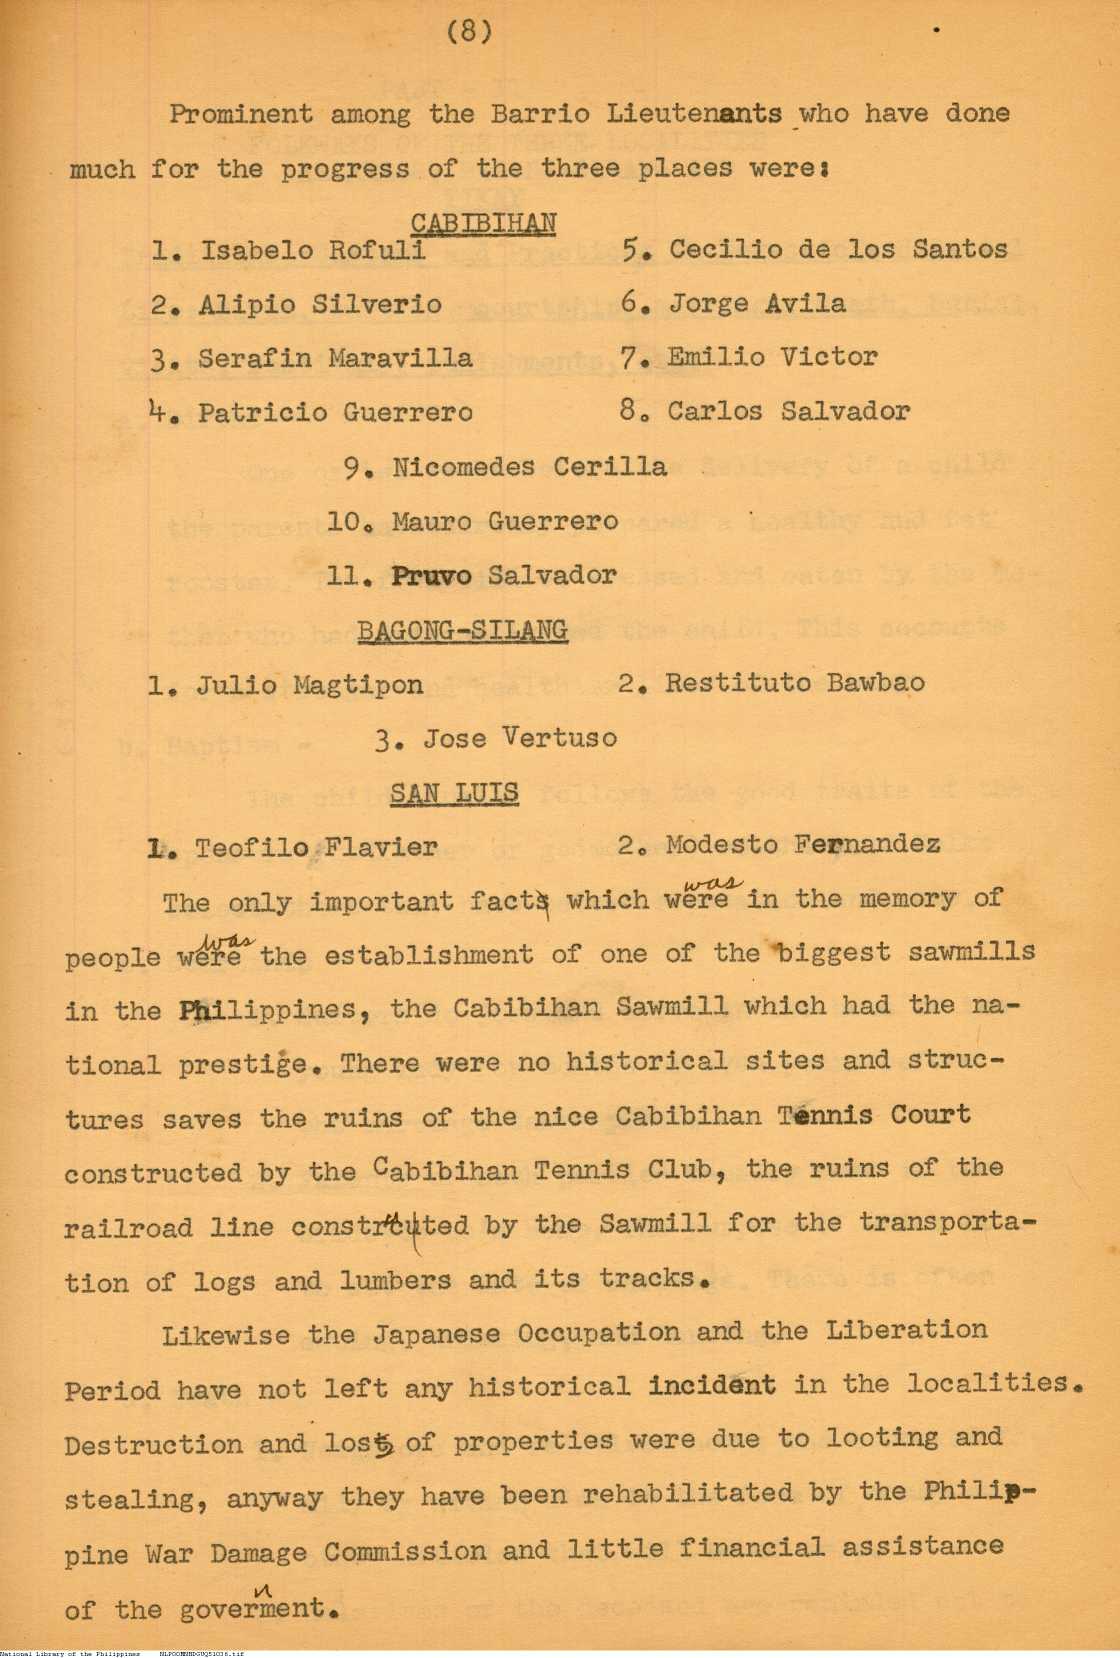 (8)
Prominent among the Barrio Lieutenants who have done
much for the progress of the three places were:
CABIBIHAN
1. Isabelo Rofuli 5. Cecilio de los Santos
2. Alipio Silverio 6. Jorge Avila
3. Serafin Maravilla 7. Emilio Victor
4. Patricio Guerrero 8. Carlos Salvador
9. Nicomedes Cerilla
10. Mauro Guerrero
11. Pruvo Salvador
BAGONG-SILANG
1. Julio Magtipon 2. Restituto Bawbao
3. Jose Vertuso
SAN LUIS
1. Teofilo Flavier 2. Modesto Fernandez
was
The only important facts which were in the memory of
was
people were the establishment of one of the biggest sawmills
in the Philippines, the Cabibihan Sawmill which had the na-
tional prestige. There were no historical sites and struc-
tures saves the ruins of the nice Cabibihan Tennis Court
constructed by the Cabibihan Tennis Club, the ruins of the
railroad line constructed by the Sawmill for the transporta-
tion of logs and lumbers and its tracks.
Likewise the Japanese Occupation and the Liberation
Period have not left any historical incident in the localities.
Destruction and loss of properties were due to looting and
stealing, anyway they have been rehabilitated by the Philip-
pine War Damage Commission and little financial assistance
n
of the goverment.
National Library of the Philippines